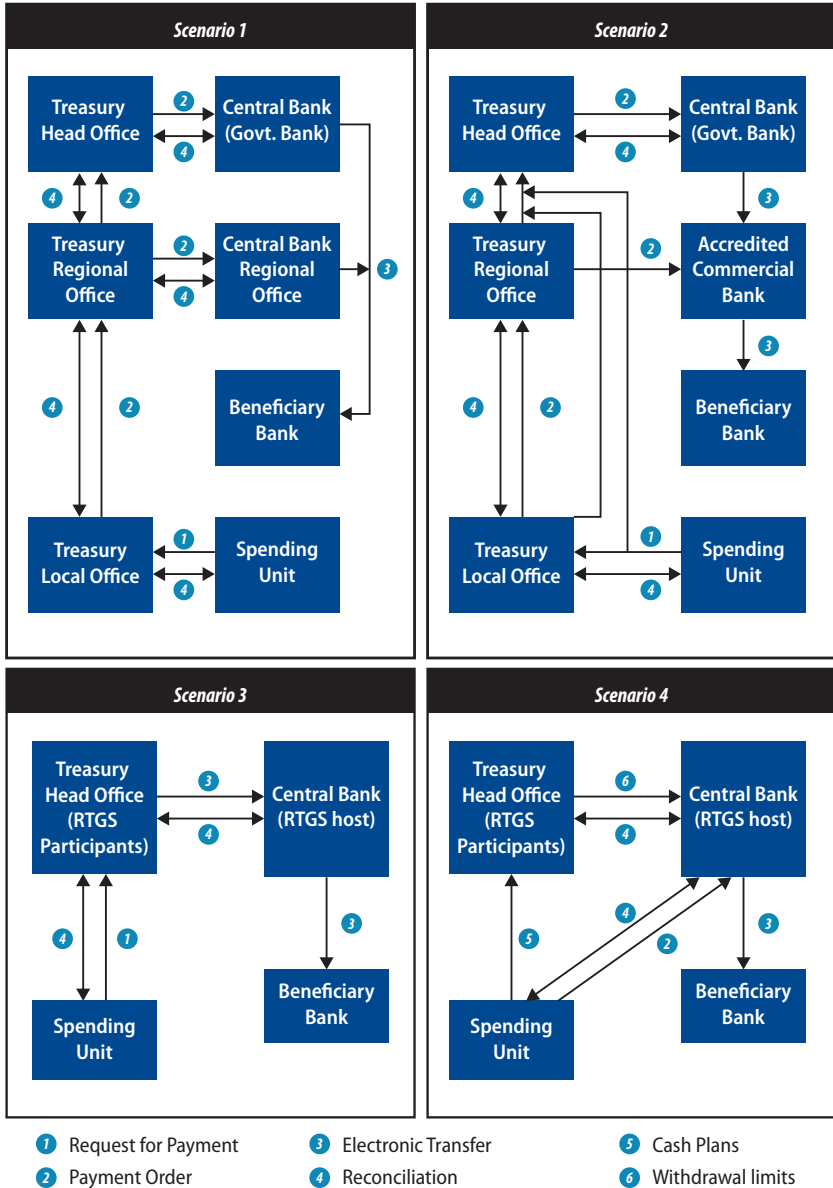 Scenario 1
Treasury
Head Office
2
4
Central Bank
(Govt. Bank)
4
2
Treasury
Regional
Office
2
4
Central Bank
Regional
Office
3
4
2
Beneficiary
Bank
Treasury
Local Office
1
4
Spending
Unit
Scenario 2
Treasury
Head Office
2
4
Central Bank
(Govt. Bank)
4
2
3
Treasury
Regional
Office
2
Accredited
Commercial
Bank
3
4
2
Beneficiary
Bank
Treasury
Local Office
1
4
Spending
Unit
Scenario 3
Treasury
Head Office
(RTGS
Participants)
3
4
Central Bank
(RTGS host)
4
1
3
Spending
Unit
Beneficiary
Bank
Scenario 4
Treasury
Head Office
(RTGS
Participants)
6
4
Central Bank
(RTGS host)
5
4
2
3
Spending
Unit
Beneficiary
Bank
1 Request for Payment
2 Payment Order
3 Electronic Transfer
4 Reconciliation
5 Cash Plans
6 Withdrawal limits